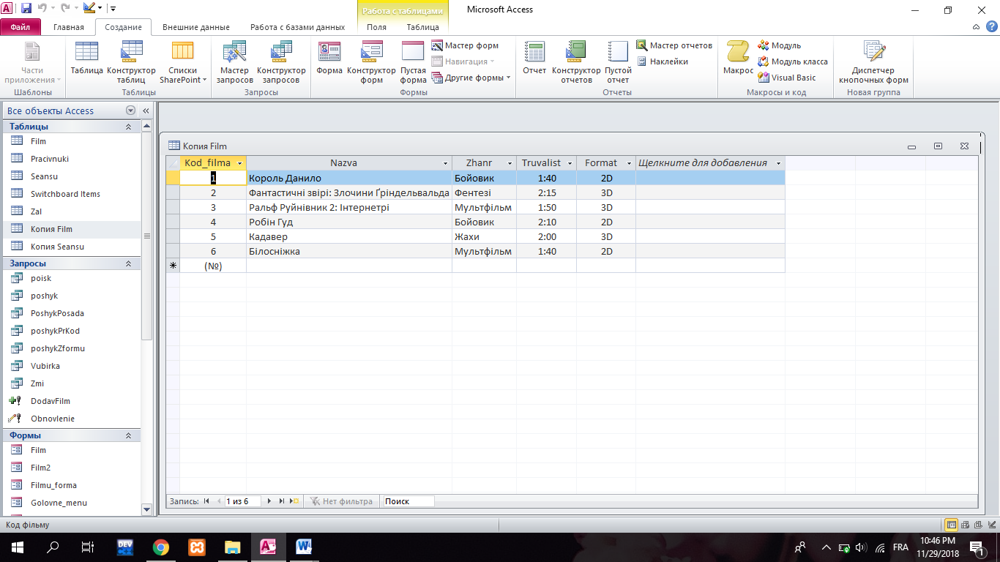 Работа с таблицами
Microsoft Access
Файл
Главная
Создание
Внешние данные
Работа с базами данных
Поля
Таблица
Части приложения
Шаблоны
Таблица
Конструктор таблиц
Списки SharePoint
Таблицы
Мастер запросов
Конструктор запросов
Запросы
Форма
Конструктор форм
Пустая форма
Мастер форм
Навигация
Другие формы
Формы
Отчет
Конструктор отчетов
Пустой отчет
Мастер отчетов
Наклейки
Отчеты
Макрос
Модуль
Модуль класса
Visual Basic
Макросы и код
Диспетчер кнопочных форм
Новая группа
Все объекты Access
Таблицы
Film
Pracivnuki
Seansu
Switchboard Items
Zal
Копия Film
Копия Seansu
Запросы
poisk
poshyk
PoshykPosada
poshykPrKod
poshykZformu
Vubirka
Zmi
DodavFilm
Obnovlenie
Формы
Film
Film2
Filmu_forma
Golovne_menu
Копия Film
Kod_filma Nazva Zhanr Truvalist Format Щелкните для добавления
1 Король Данило Бойовик 1:40 2D
2 Фантастичні звірі: Злочини Ґріндельвальда Фентезі 2:15 3D
3 Ральф Руйнівник 2: Інтернетрі Мультфільм 1:50 3D
4 Робін Гуд Бойовик 2:10 2D
5 Кадавер Жахи 2:00 3D
6 Білосніжка Мультфільм 1:40 2D
(№)
Запись: 1 из 6 Нет фильтра Поиск
Код фільму
DEV
FRA
10:46 PM
11/29/2018
1